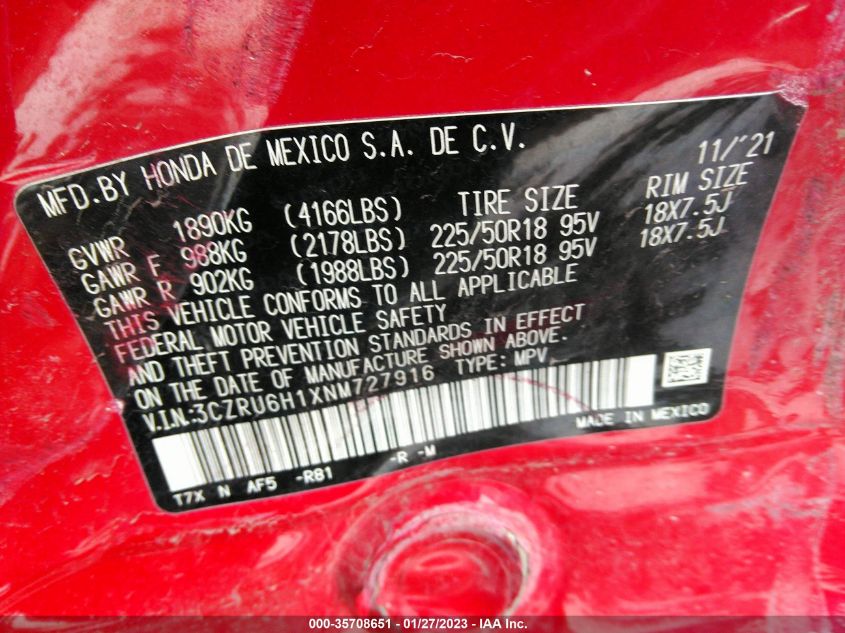 MFD.BY HONDA DE MEXICO S.A. DE C.V. 11/'21
GVWR 1890KG (4166LBS) TIRE SIZE RIM SIZE
GAWR F 988KG (2178LBS) 225/50R18 95V 18X7.5J
GAWR R 902KG (1988LBS) 225/50R18 95V 18X7.5J
THIS VEHICLE CONFORMS TO ALL APPLICABLE
FEDERAL MOTOR VEHICLE SAFETY
AND THEFT PREVENTION STANDARDS IN EFFECT
ON THE DATE OF MANUFACTURE SHOWN ABOVE.
V.I.N:3CZRU6H1XNM727916 TYPE: MPV
MADE IN MEXICO
T7X N AF5 -R81 -R -M
000-35708651 - 01/27/2023 - IAA Inc.